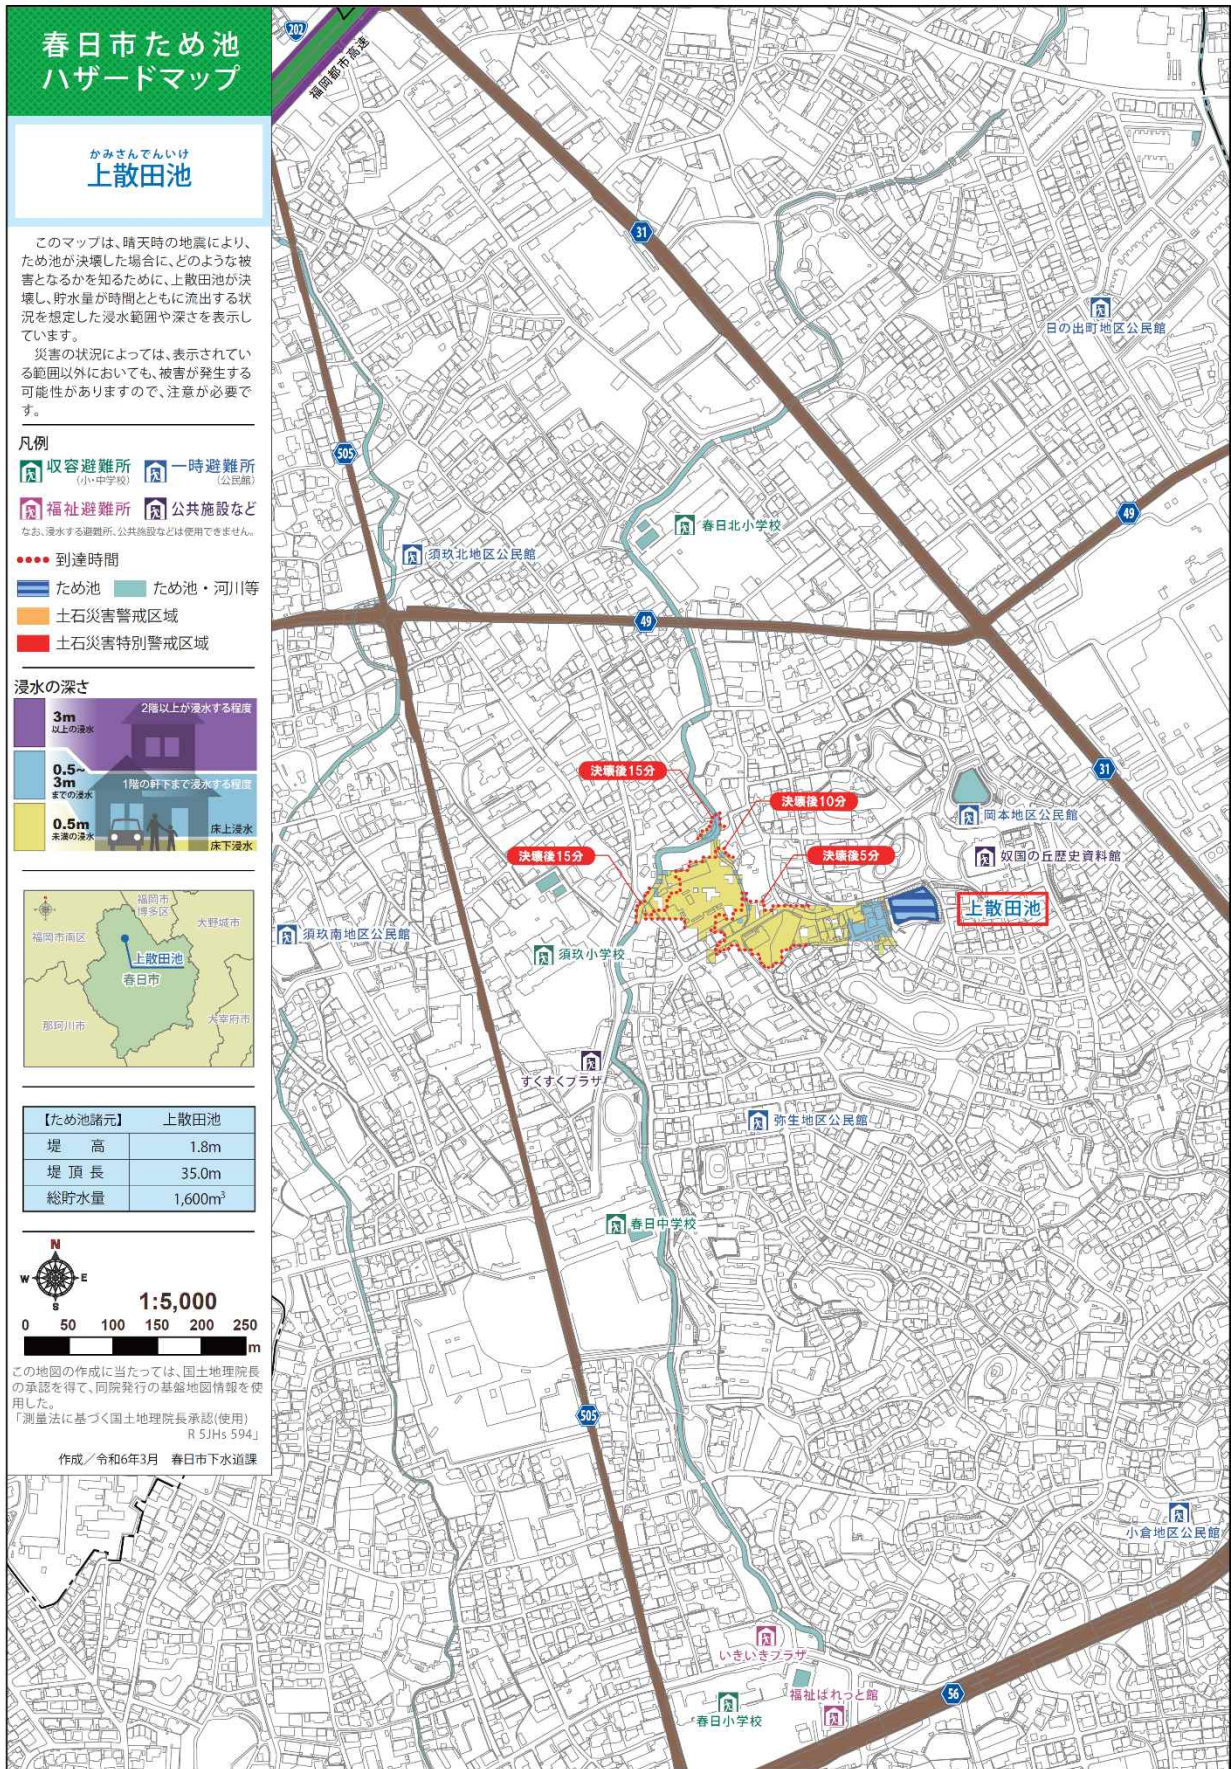 春日市ため池
ハザードマップ
かみさんでんいけ
上散田池
このマップは、晴天時の地震により、
ため池が決壊した場合に、どのような被
害となるかを知るために、上散田池が決
壊し、貯水量が時間とともに流出する状
況を想定した浸水範囲や深さを表示し
ています。
災害の状況によっては、表示されてい
る範囲以外においても、被害が発生する
可能性がありますので、注意が必要で
す。
凡例
収容避難所
(小・中学校)
一時避難所
(公民館)
福祉避難所
公共施設など
なお、浸水する避難所、公共施設などは使用できません。
到達時間
ため池
ため池・河川等
土石災害警戒区域
土石災害特別警戒区域
浸水の深さ
3m
以上の浸水
2階以上が浸水する程度
0.5~
3m
までの浸水
1階の軒下まで浸水する程度
0.5m
未満の浸水
床上浸水
床下浸水
福岡市
博多区
大野城市
福岡市南区
上散田池
春日市
那珂川市
大宰府市
【ため池諸元】 上散田池
堤 高 1.8m
堤頂長 35.0m
総貯水量 1,600m³
N
W E
S
1:5,000
0 50 100 150 200 250
m
この地図の作成に当たっては、国土地理院長
の承認を得て、同院発行の基盤地図情報を使
用した。
「測量法に基づく国土地理院長承認(使用)
R 5JHs 594」
作成/令和6年3月 春日市下水道課
202
福岡都市高速
31
日の出町地区公民館
505
49
春日北小学校
須玖北地区公民館
49
31
決壊後15分
決壊後10分
岡本地区公民館
決壊後15分
決壊後5分
奴国の丘歴史資料館
上散田池
須玖南地区公民館
須玖小学校
すくすくプラザ
弥生地区公民館
春日中学校
505
小倉地区公民館
いきいきプラザ
福祉ぱれっと館
56
春日小学校